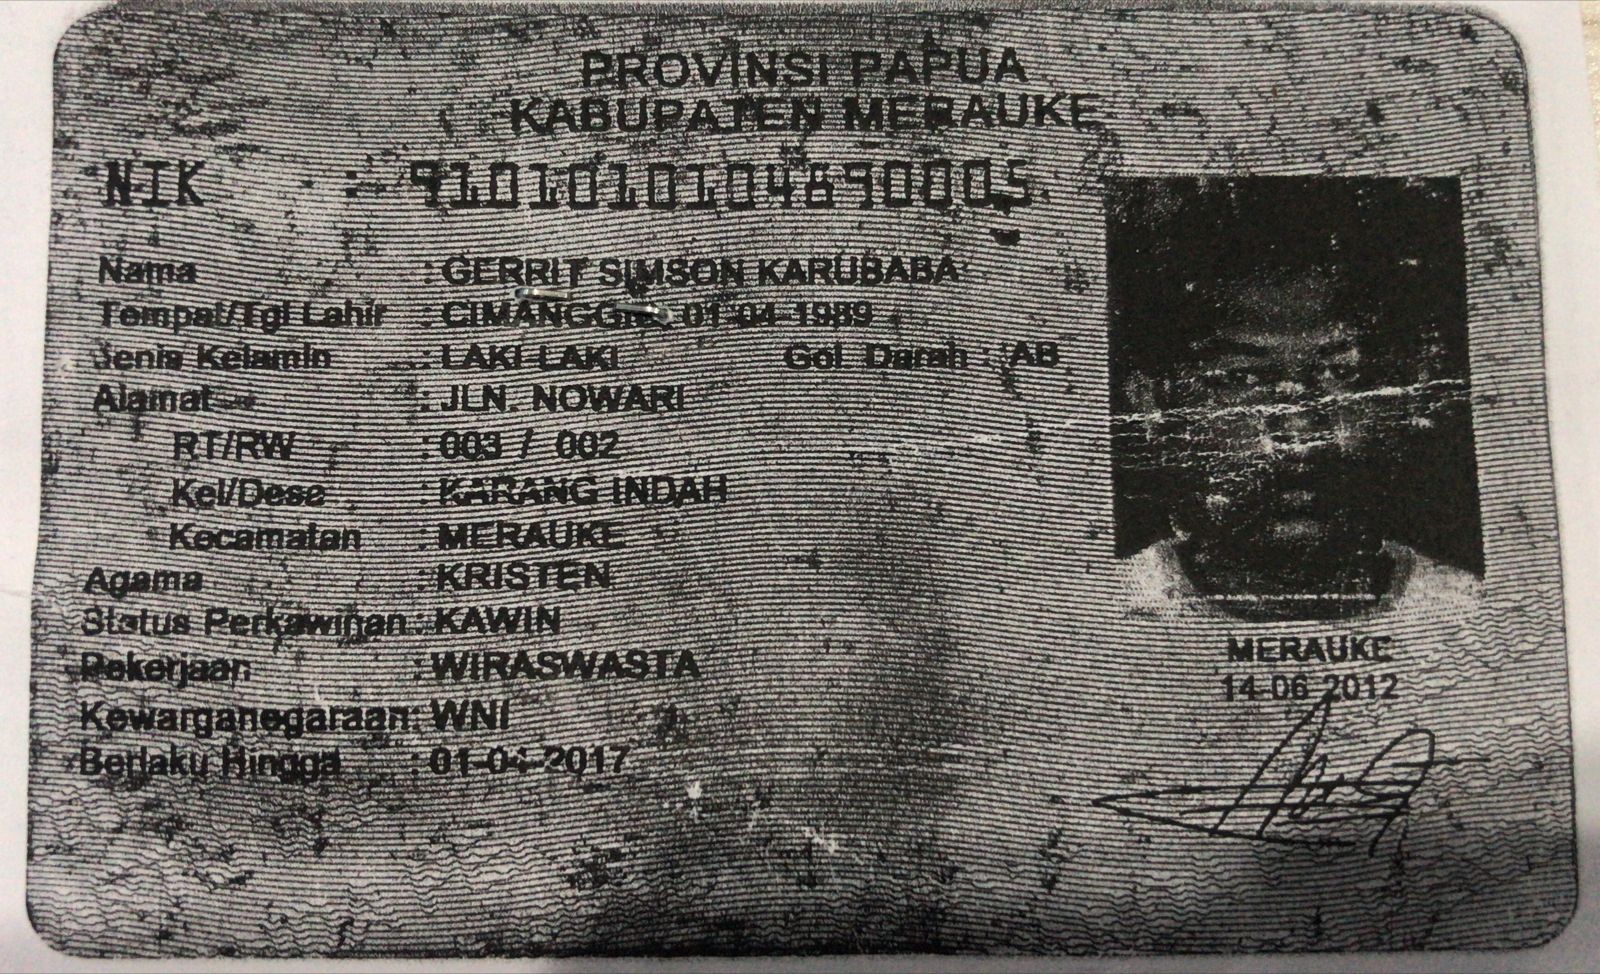 PROVINSI PAPUA
KABUPATEN MERAUKE
NIK : 9101010104890005
Nama : GERRIT SIMSON KARUBABA
Tempat/Tgl Lahir : CIMANGGIS 01-04-1989
Jenis Kelamin : LAKI-LAKI Gol. Darah : AB
Alamat : JLN. NOWARI
RT/RW : 003 / 002
Kel/Desa : KARANG INDAH
Kecamatan : MERAUKE
Agama : KRISTEN
Status Perkawinan : KAWIN
Pekerjaan : WIRASWASTA
Kewarganegaraan : WNI
Berlaku Hingga : 01-04-2017
MERAUKE
14-06-2012